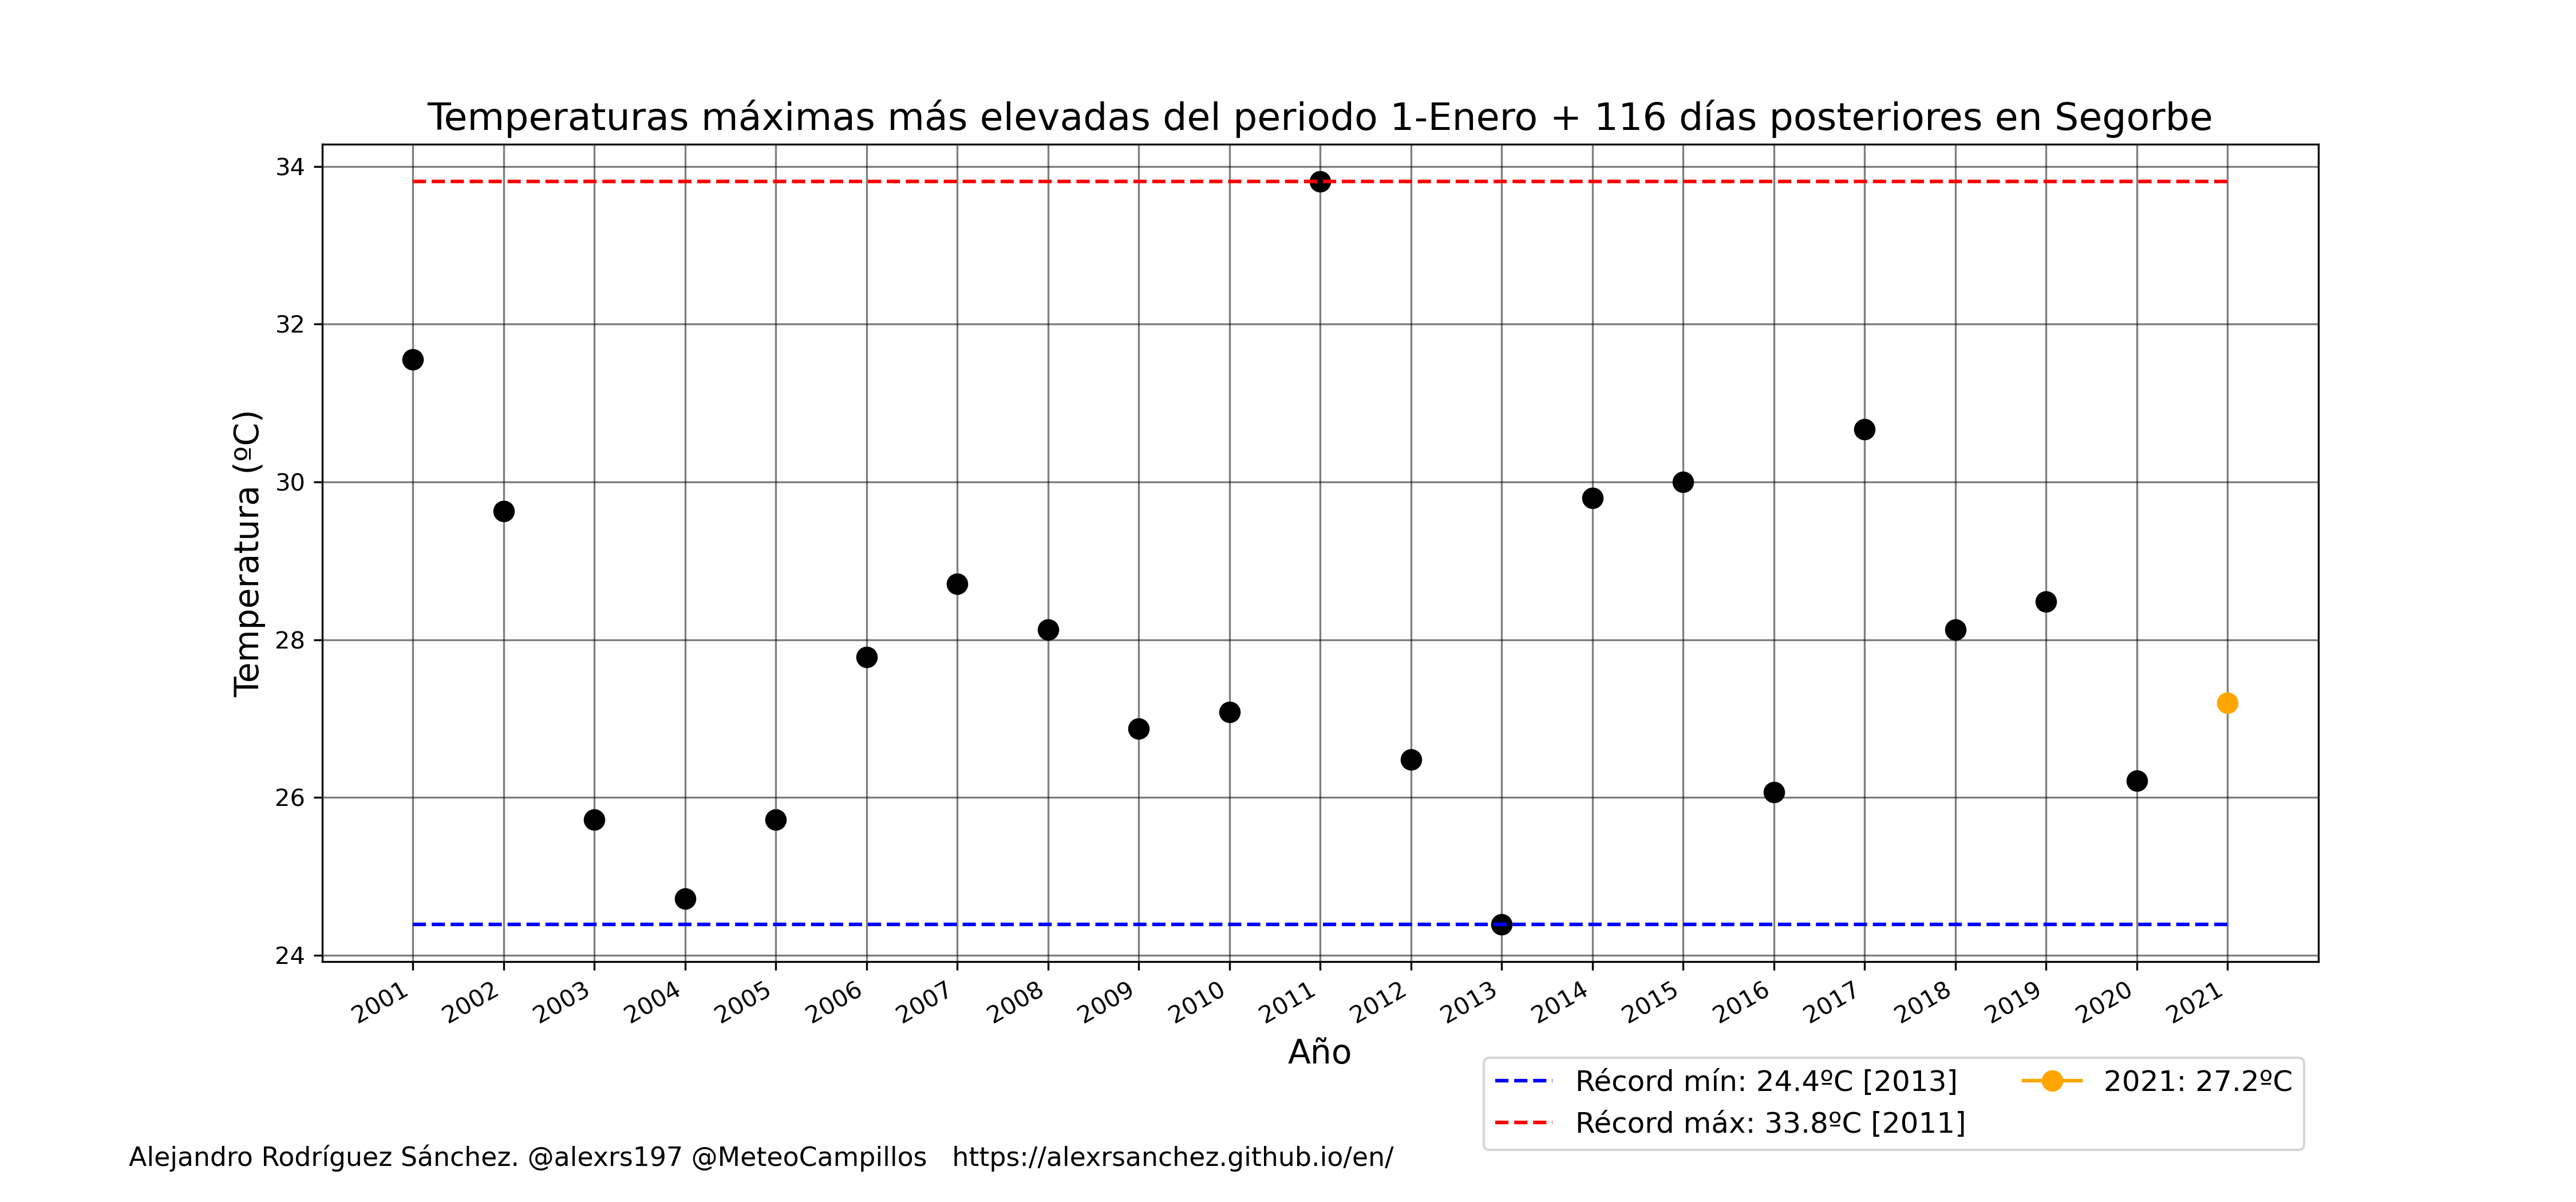 Temperaturas máximas más elevadas del periodo 1-Enero + 116 días posteriores en Segorbe
Temperatura (ºC)
34
32
30
28
26
24
2001 2002 2003 2004 2005 2006 2007 2008 2009 2010 2011 2012 2013 2014 2015 2016 2017 2018 2019 2020 2021
Año
Récord mín: 24.4ºC [2013]
Récord máx: 33.8ºC [2011]
2021: 27.2ºC
Alejandro Rodríguez Sánchez. @alexrs197 @MeteoCampillos https://alexrsanchez.github.io/en/